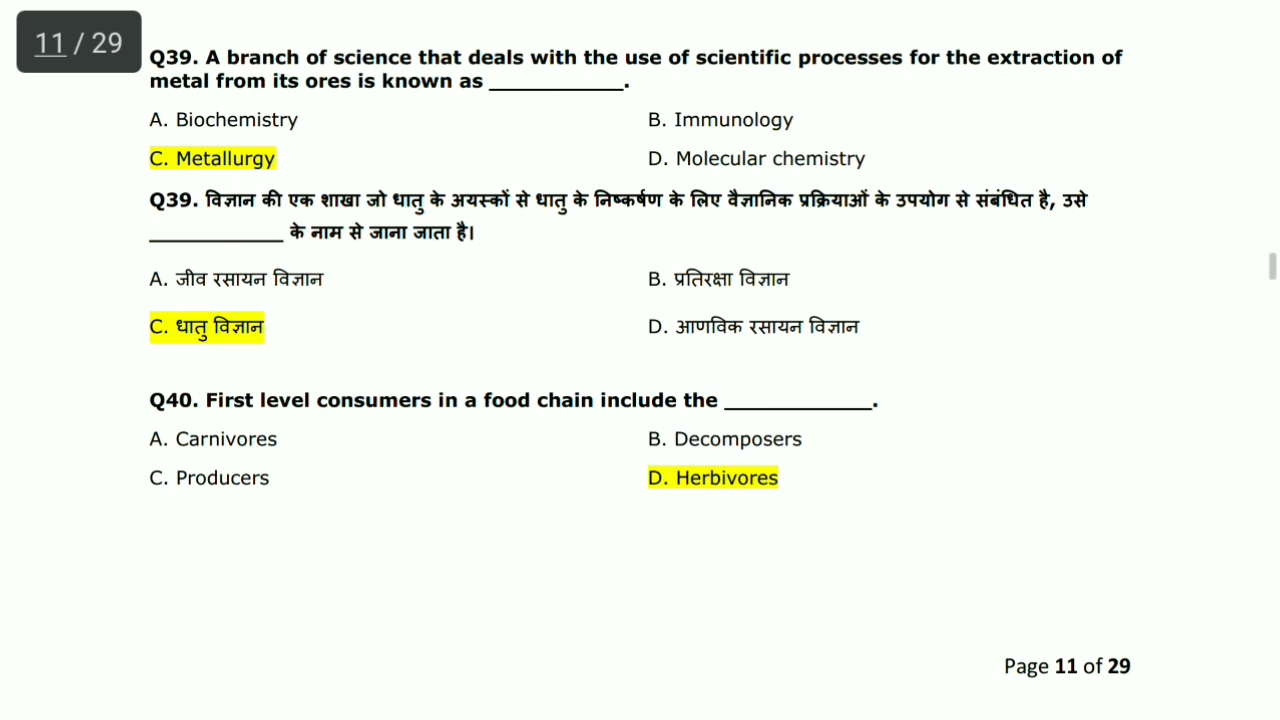 11 / 29
Q39. A branch of science that deals with the use of scientific processes for the extraction of
metal from its ores is known as ____________.
A. Biochemistry B. Immunology
C. Metallurgy D. Molecular chemistry
Q39. विज्ञान की एक शाखा जो धातु के अयस्कों से धातु के निष्कर्षण के लिए वैज्ञानिक प्रक्रियाओं के उपयोग से संबंधित है, उसे
____________ के नाम से जाना जाता है।
A. जीव रसायन विज्ञान B. प्रतिरक्षा विज्ञान
C. धातु विज्ञान D. आणविक रसायन विज्ञान
Q40. First level consumers in a food chain include the _____________.
A. Carnivores B. Decomposers
C. Producers D. Herbivores
Page 11 of 29